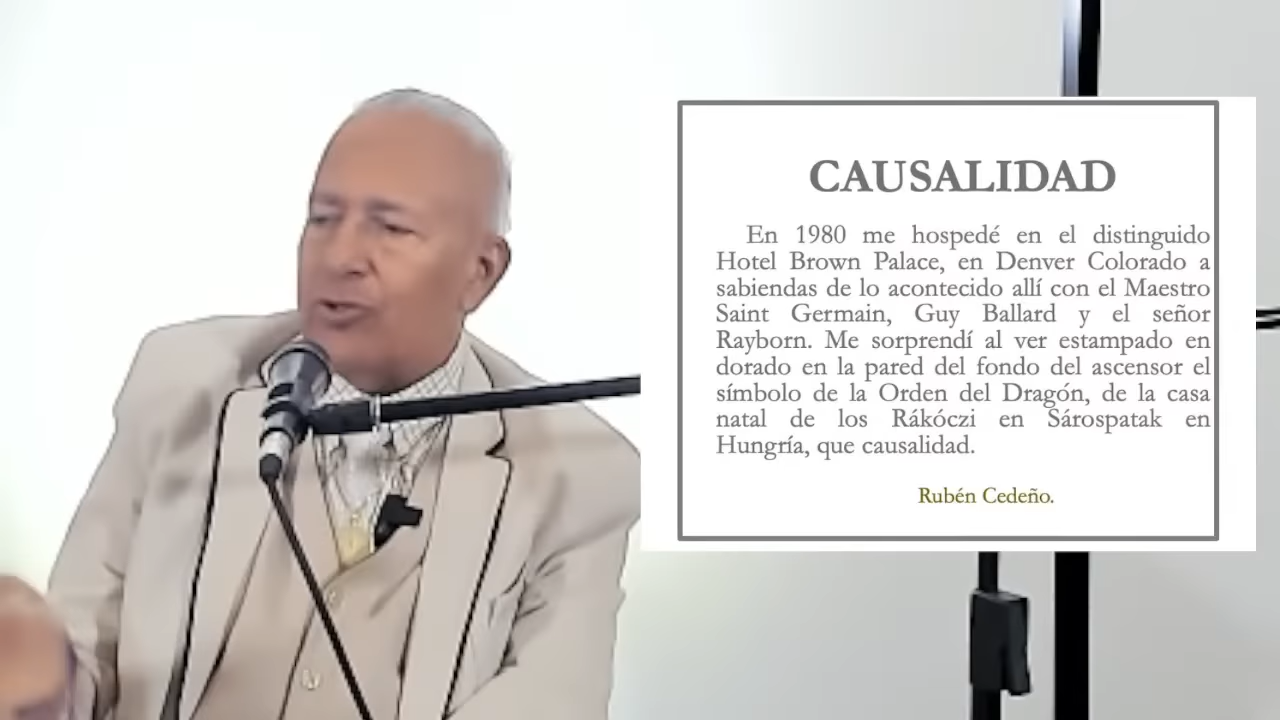 CAUSALIDAD
En 1980 me hospedé en el distinguido
Hotel Brown Palace, en Denver Colorado a
sabiendas de lo acontecido allí con el Maestro
Saint Germain, Guy Ballard y el señor
Rayborn. Me sorprendí al ver estampado en
dorado en la pared del fondo del ascensor el
símbolo de la Orden del Dragón, de la casa
natal de los Rákóczi en Sárospatak en
Hungría, que causalidad.
Rubén Cedeño.